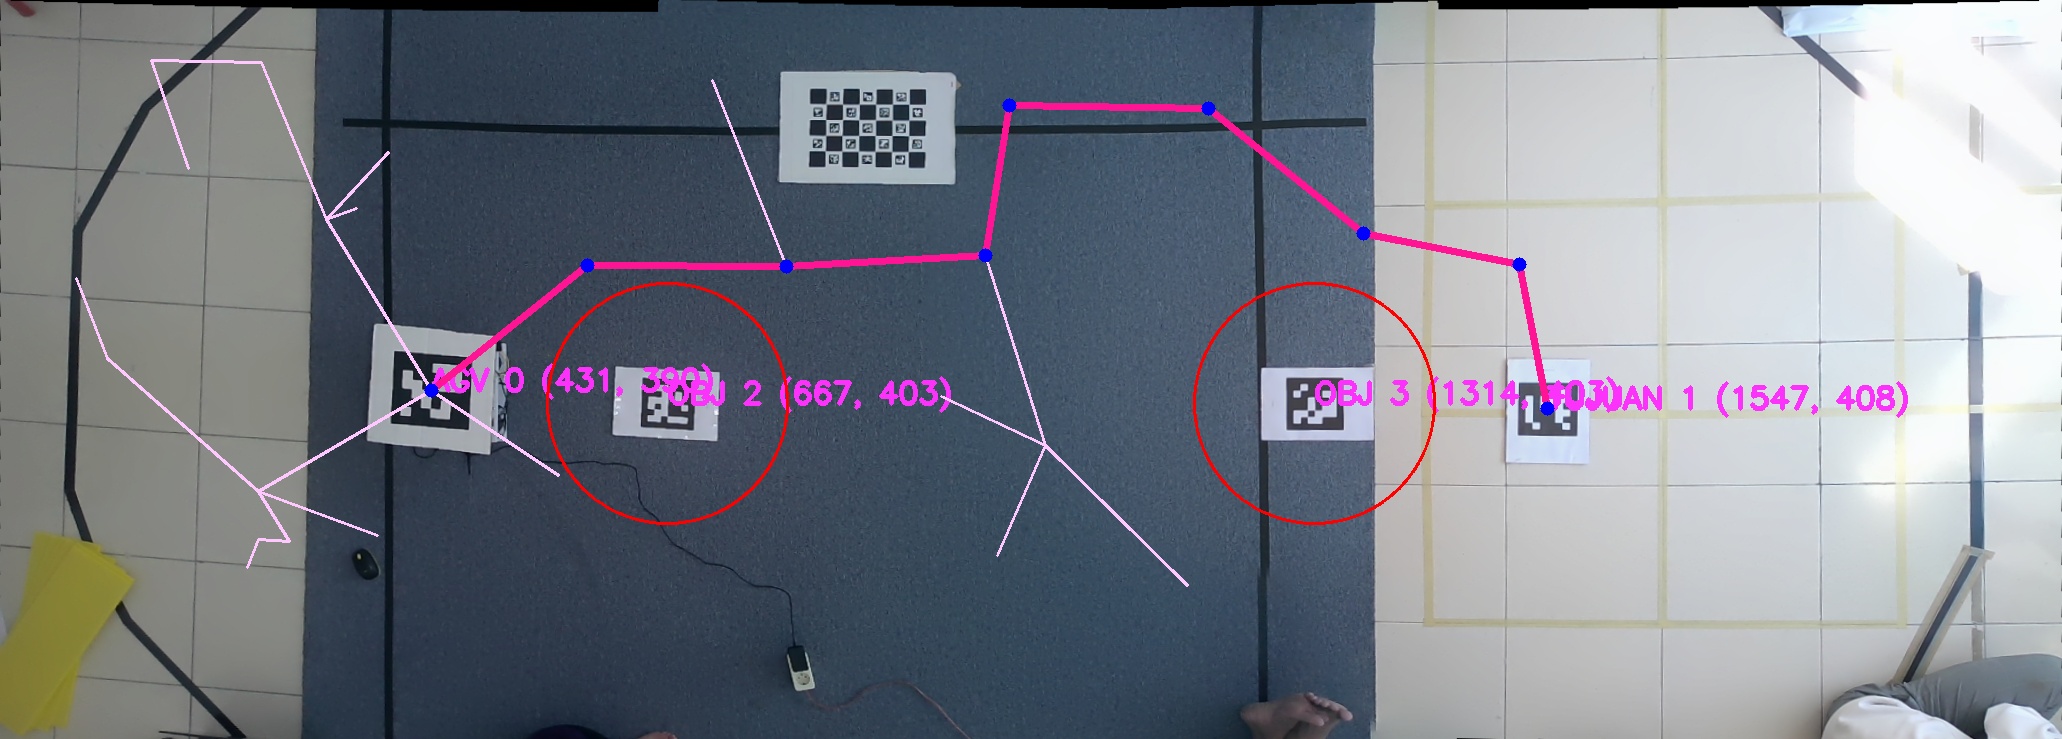 AGV 0 (431, 390)
OBJ 2 (667, 403)
OBJ 3 (1314, 403)
TUJUAN 1 (1547, 408)